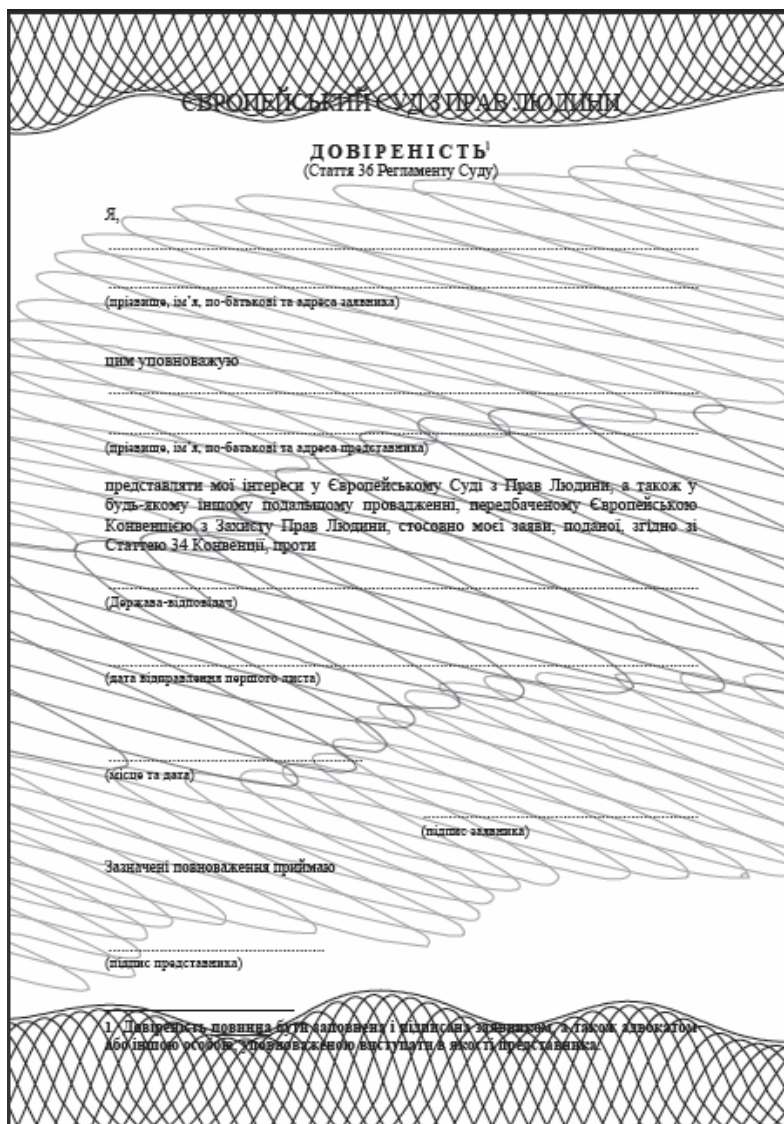 ЄВРОПЕЙСЬКИЙ СУД З ПРАВ ЛЮДИНИ
ДОВІРЕНІСТЬ¹
(Стаття 36 Регламенту Суду)
Я,
(прізвище, ім’я, по-батькові та адреса заявника)
цим уповноважую
(прізвище, ім’я, по-батькові та адреса представника)
представляти мої інтереси у Європейському Суді з Прав Людини, а також у
будь-якому іншому подальшому провадженні, передбаченому Європейською
Конвенцією з Захисту Прав Людини, стосовно моєї заяви, поданої, згідно зі
Статтею 34 Конвенції, проти
(Держава-відповідач)
(дата відправлення першого листа)
(місце та дата)
(підпис заявника)
Зазначені повноваження приймаю
(підпис представника)
1. Довіреність повинна бути заповнена і підписана заявником, а також адвокатом
або іншою особою, уповноваженою виступати в якості представника.